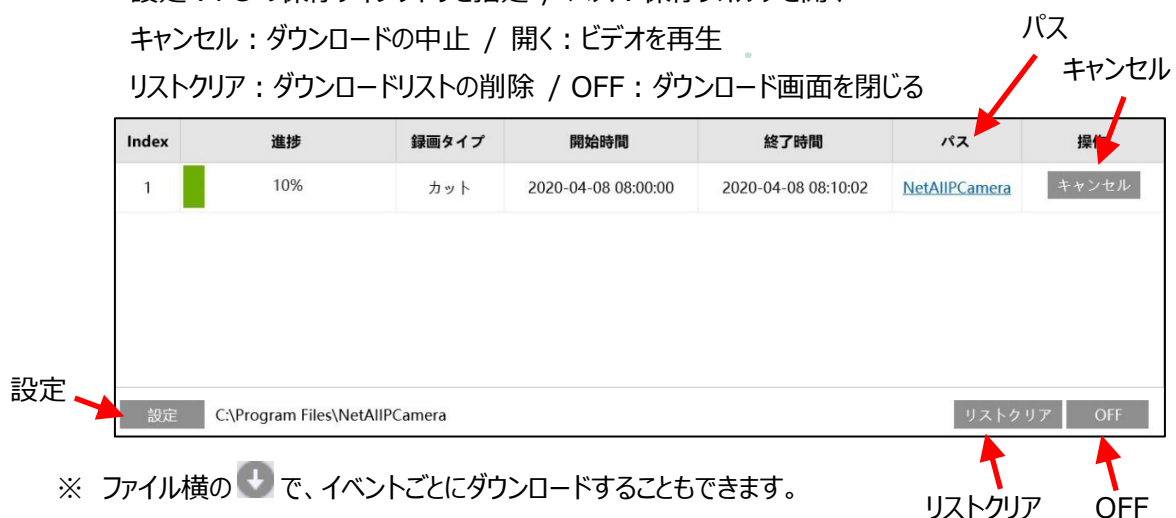 パス
キャンセル：ダウンロードの中止 / 開く：ビデオを再生
キャンセル
リストクリア：ダウンロードリストの削除 / OFF：ダウンロード画面を閉じる
Index 進捗 録画タイプ 開始時間 終了時間 パス
1 10% カット 2020-04-08 08:00:00 2020-04-08 08:10:02 NetAIIPCamera キャンセル
設定
設定 C:\Program Files\NetAIIPCamera リストクリア OFF
※ ファイル横の で、イベントごとにダウンロードすることもできます。
リストクリア OFF